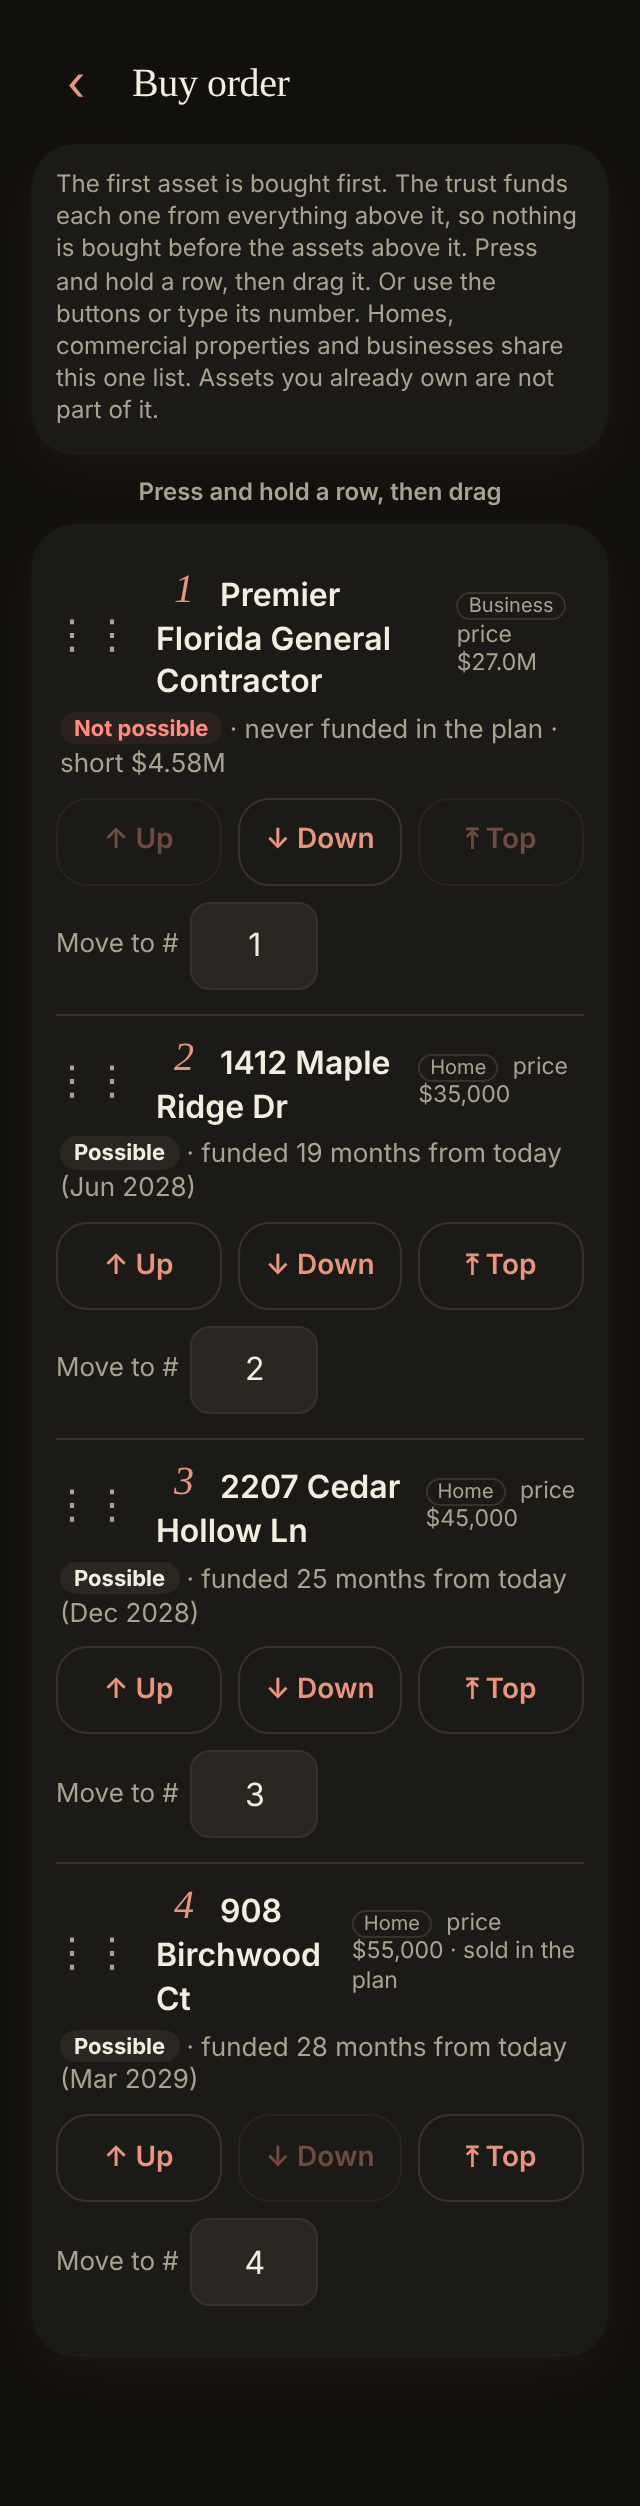 ‹ Buy order
The first asset is bought first. The trust funds
each one from everything above it, so nothing
is bought before the assets above it. Press
and hold a row, then drag it. Or use the
buttons or type its number. Homes,
commercial properties and businesses share
this one list. Assets you already own are not
part of it.
Press and hold a row, then drag
1 Premier
Florida General
Contractor
Business
price
$27.0M
Not possible · never funded in the plan ·
short $4.58M
↑ Up ↓ Down ⤒ Top
Move to # 1
2 1412 Maple
Ridge Dr
Home price
$35,000
Possible · funded 19 months from today
(Jun 2028)
↑ Up ↓ Down ⤒ Top
Move to # 2
3 2207 Cedar
Hollow Ln
Home price
$45,000
Possible · funded 25 months from today
(Dec 2028)
↑ Up ↓ Down ⤒ Top
Move to # 3
4 908
Birchwood
Ct
Home price
$55,000 · sold in the
plan
Possible · funded 28 months from today
(Mar 2029)
↑ Up ↓ Down ⤒ Top
Move to # 4